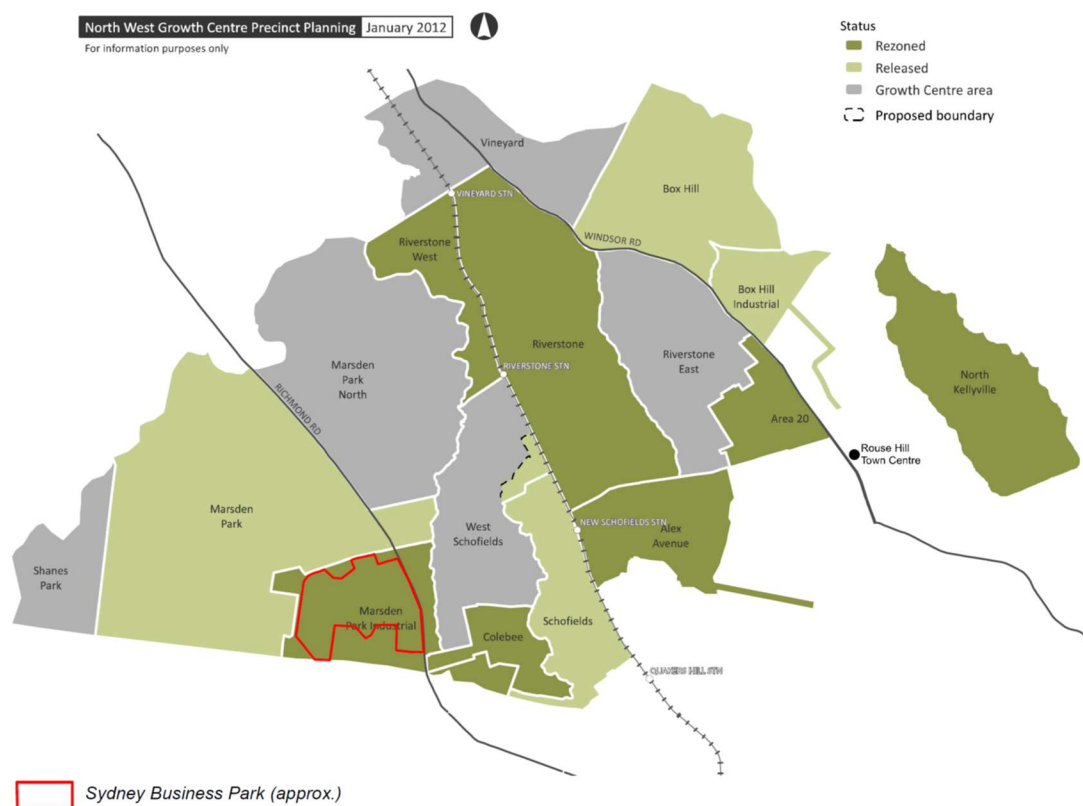 North West Growth Centre Precinct Planning January 2012
For information purposes only
Status
Rezoned
Released
Growth Centre area
Proposed boundary
Vineyard
Box Hill
VINEYARD STN
WINDSOR RD
Riverstone
West
Box Hill
Industrial
Riverstone
Riverstone
East
Marsden
Park
North
RIVERSTONE STN
North
Kellyville
RICHMOND RD
Area 20
Rouse Hill
Town Centre
Marsden
Park
West
Schofields
NEW SCHOFIELDS STN
Alex
Avenue
Shanes
Park
Marsden
Park Industrial
Colebee
Schofields
QUAKERS HILL STN
Sydney Business Park (approx.)